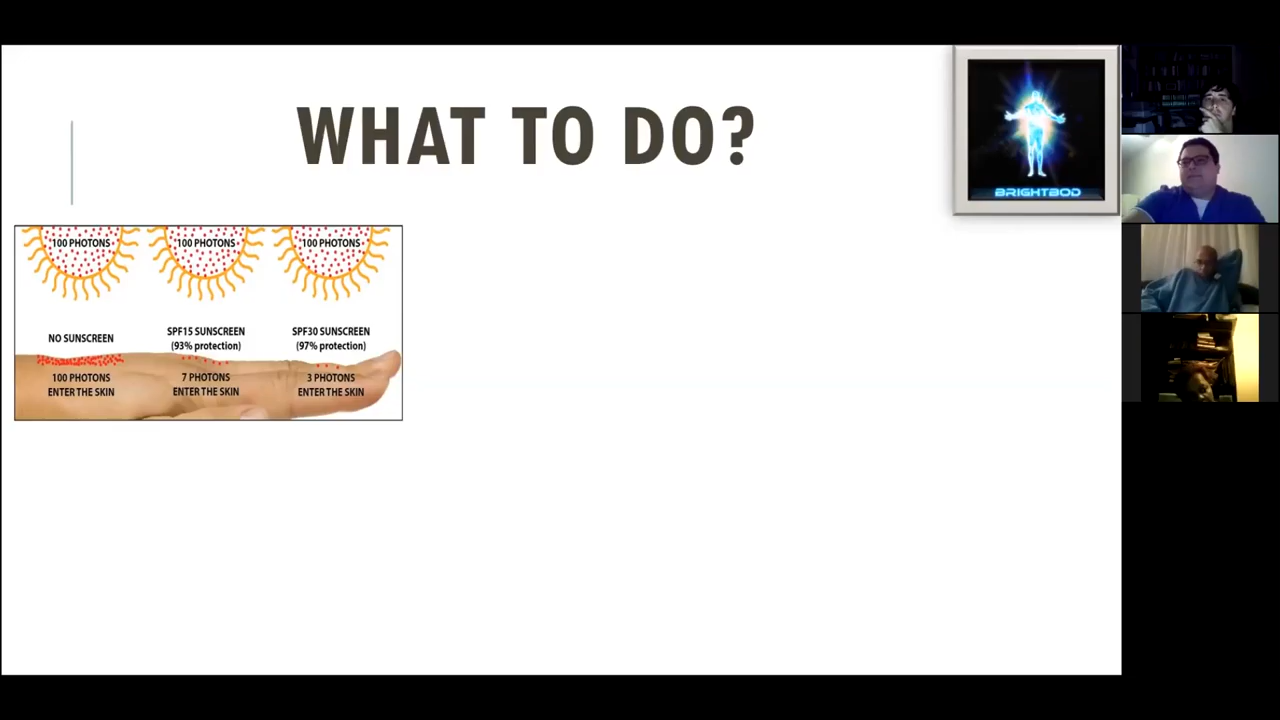 WHAT TO DO?
BRIGHTBOD
100 PHOTONS
100 PHOTONS
100 PHOTONS
NO SUNSCREEN
SPF15 SUNSCREEN
(93% protection)
SPF30 SUNSCREEN
(97% protection)
100 PHOTONS
ENTER THE SKIN
7 PHOTONS
ENTER THE SKIN
3 PHOTONS
ENTER THE SKIN